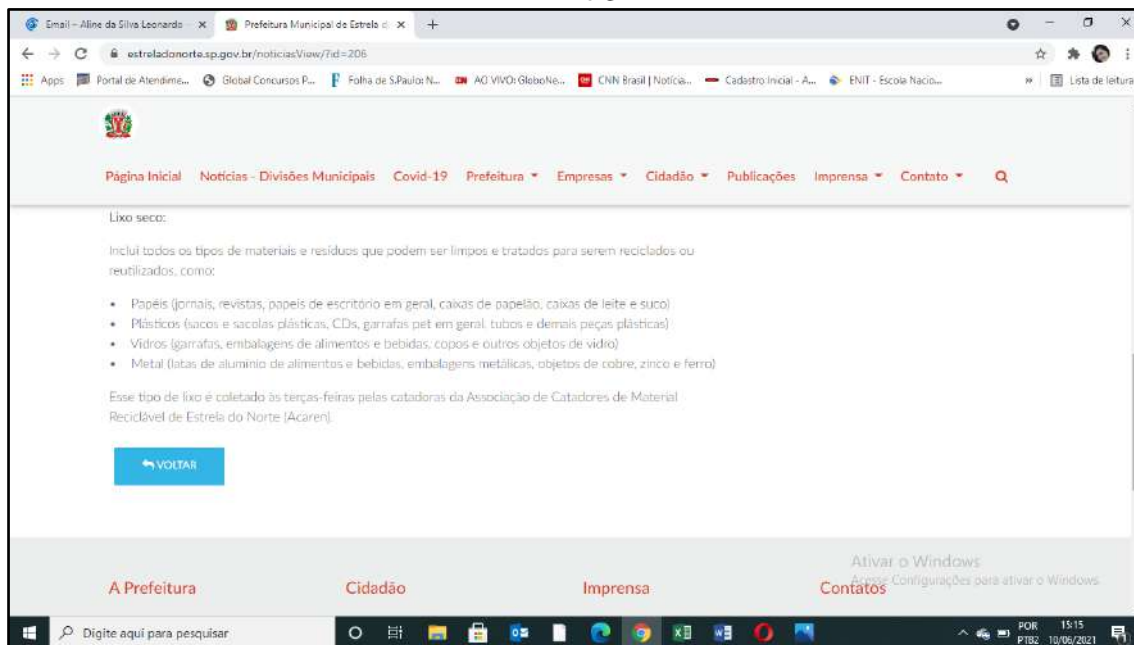 Email – Aline da Silva Leonardo
Prefeitura Municipal de Estrela d
estreladonorte.sp.gov.br/noticiasView/?id=206
Apps Portal de Atendime... Global Concursos P... Folha de S.Paulo: N... AO VIVO: GloboNe... CNN Brasil | Notícia... Cadastro Inicial - A... ENIT - Escola Nacio... » Lista de leitura
Página Inicial Notícias - Divisões Municipais Covid-19 Prefeitura Empresas Cidadão Publicações Imprensa Contato
Lixo seco:
Inclui todos os tipos de materiais e resíduos que podem ser limpos e tratados para serem reciclados ou
reutilizados, como:
• Papéis (jornais, revistas, papeis de escritório em geral, caixas de papelão, caixas de leite e suco)
• Plásticos (sacos e sacolas plásticas, CDs, garrafas pet em geral, tubos e demais peças plásticas)
• Vidros (garrafas, embalagens de alimentos e bebidas, copos e outros objetos de vidro)
• Metal (latas de alumínio de alimentos e bebidas, embalagens metálicas, objetos de cobre, zinco e ferro)
Esse tipo de lixo é coletado às terças-feiras pelas catadoras da Associação de Catadores de Material
Reciclável de Estrela do Norte (Acaren).
VOLTAR
Ativar o Windows
Acesse Configurações para ativar o Windows.
A Prefeitura Cidadão Imprensa Contatos
Digite aqui para pesquisar
POR 15:15
PTB2 10/06/2021